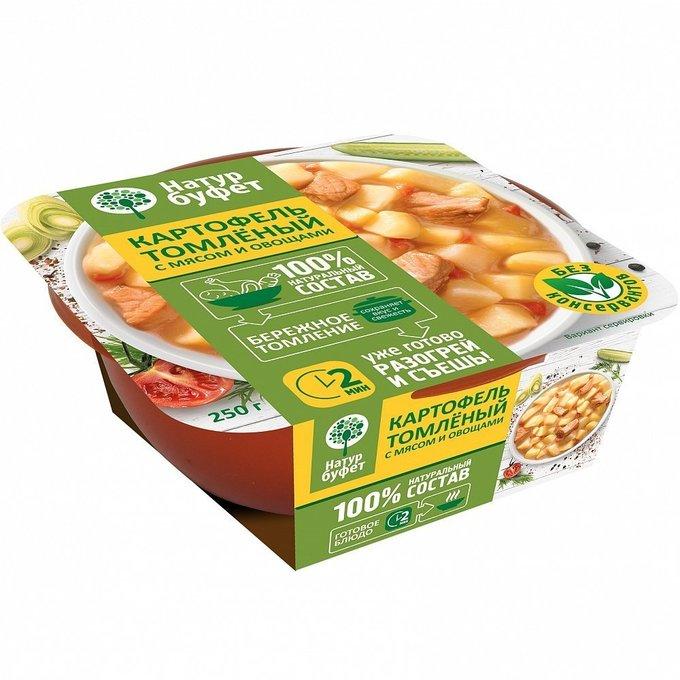 Натур
буфет
КАРТОФЕЛЬ
ТОМЛЁНЫЙ
С МЯСОМ И ОВОЩАМИ
100%
НАТУРАЛЬНЫЙ
СОСТАВ
БЕРЕЖНОЕ
ТОМЛЕНИЕ
сохраняет
вкус и
свежесть
2
МИН
УЖЕ ГОТОВО
РАЗОГРЕЙ
И СЪЕШЬ!
БЕЗ
консервантов
Вариант сервировки
250 г
Натур
буфет
КАРТОФЕЛЬ
ТОМЛЁНЫЙ
С МЯСОМ И ОВОЩАМИ
100% НАТУРАЛЬНЫЙ
СОСТАВ
ГОТОВОЕ
БЛЮДО
2
МИН